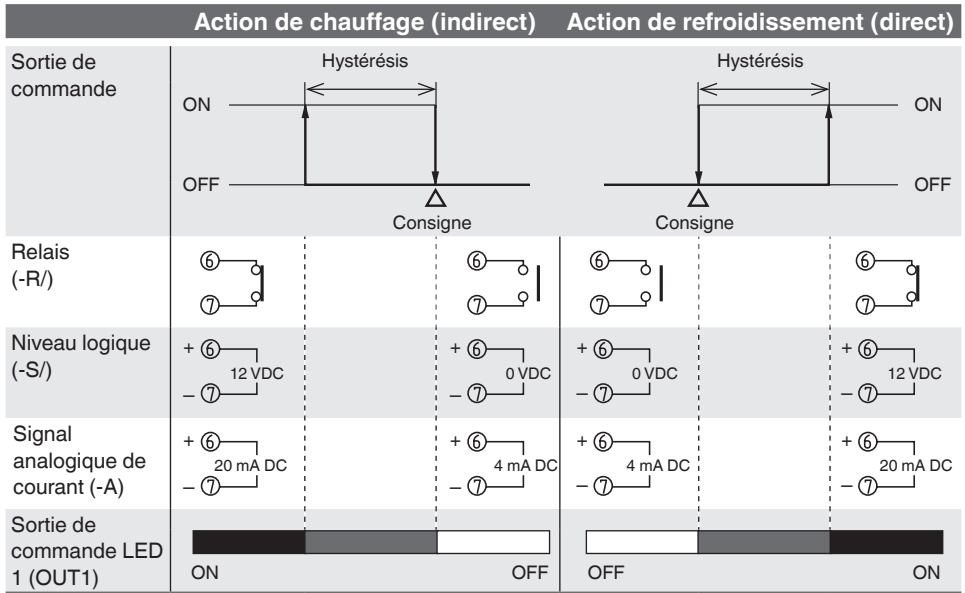 Action de chauffage (indirect) Action de refroidissement (direct)
Sortie de
commande
Hystérésis Hystérésis
ON ON
OFF OFF
Consigne Consigne
Relais
(-R/)
⑥ ⑥ ⑥ ⑥
⑦ ⑦ ⑦ ⑦
Niveau logique
(-S/)
+ ⑥ + ⑥ + ⑥ + ⑥
12 VDC 0 VDC 0 VDC 12 VDC
– ⑦ – ⑦ – ⑦ – ⑦
Signal
analogique de
courant (-A)
+ ⑥ + ⑥ + ⑥ + ⑥
20 mA DC 4 mA DC 4 mA DC 20 mA DC
– ⑦ – ⑦ – ⑦ – ⑦
Sortie de
commande LED
1 (OUT1)
ON OFF OFF ON